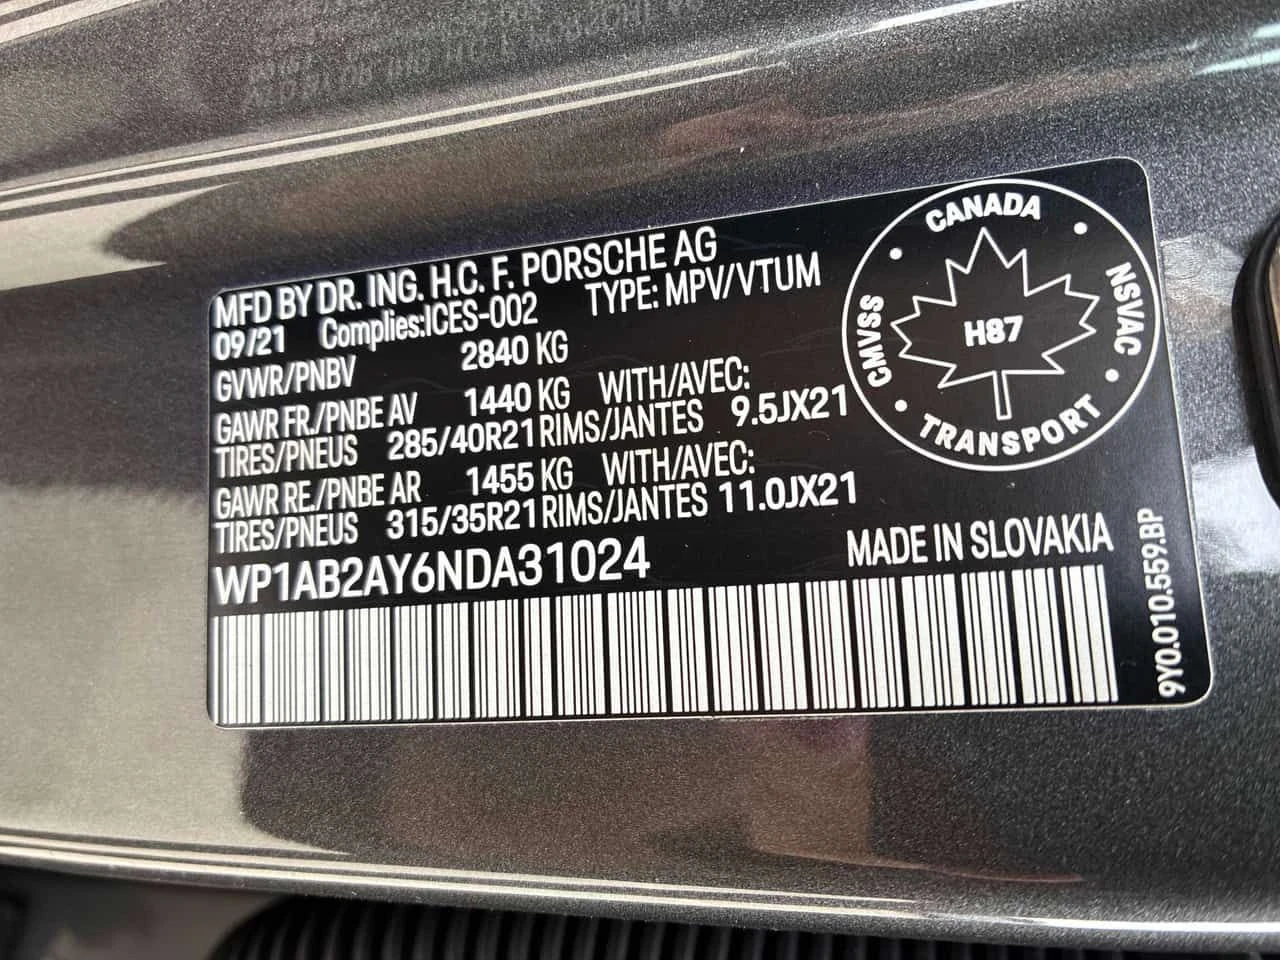 MFD BY DR. ING. H.C. F. PORSCHE AG
09/21 Complies:ICES-002 TYPE: MPV/VTUM
GVWR/PNBV 2840 KG
GAWR FR./PNBE AV 1440 KG WITH/AVEC:
TIRES/PNEUS 285/40R21 RIMS/JANTES 9.5JX21
GAWR RE./PNBE AR 1455 KG WITH/AVEC:
TIRES/PNEUS 315/35R21 RIMS/JANTES 11.0JX21
WP1AB2AY6NDA31024 MADE IN SLOVAKIA
9Y0.010.559.BP
CANADA
CMVSS
H87
NSVAC
TRANSPORT